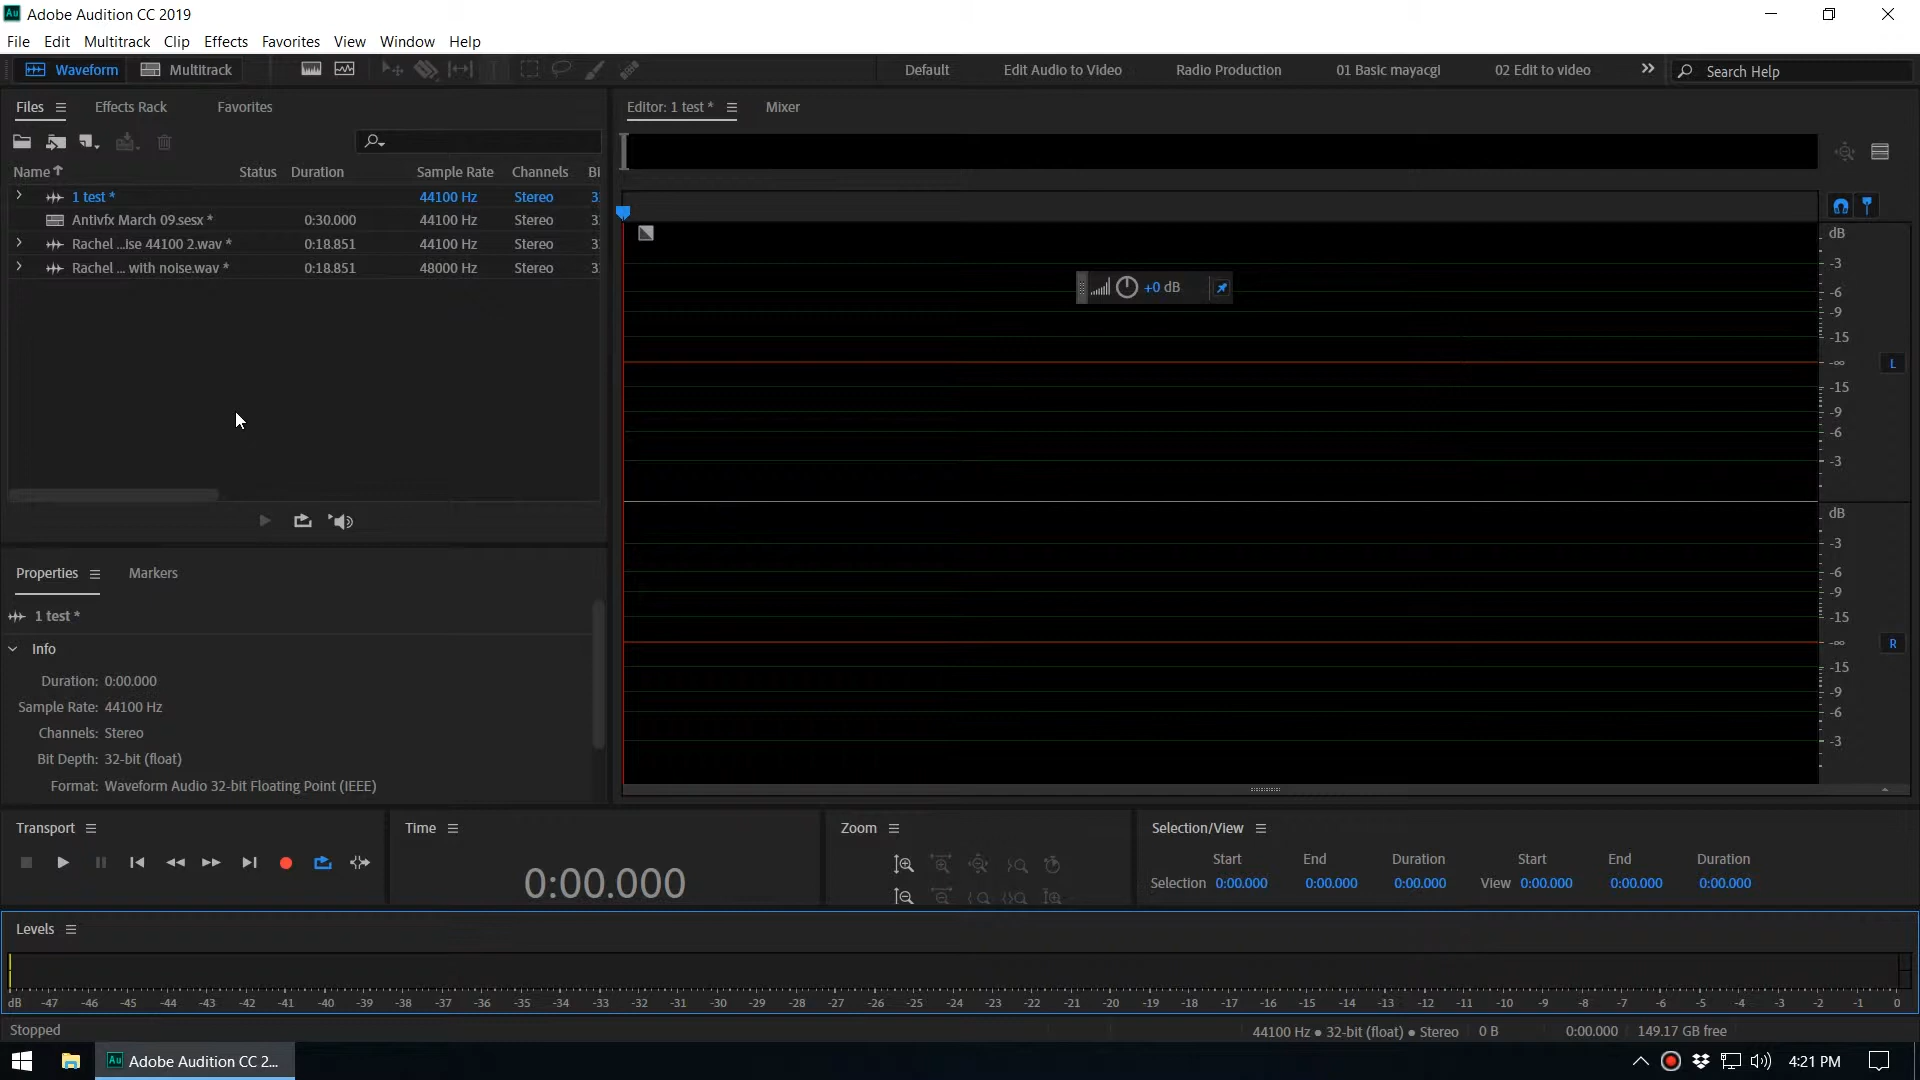 Au Adobe Audition CC 2019
File Edit Multitrack Clip Effects Favorites View Window Help
Waveform Multitrack Default Edit Audio to Video Radio Production 01 Basic mayacgi 02 Edit to video Search Help
Files Effects Rack Favorites
Editor: 1 test * Mixer
Name Status Duration Sample Rate Channels Bi
1 test * 44100 Hz Stereo 3
Antivfx March 09.sesx * 0:30.000 44100 Hz Stereo 3
Rachel ...ise 44100 2.wav * 0:18.851 44100 Hz Stereo 3
Rachel ... with noise.wav * 0:18.851 48000 Hz Stereo 3
+0 dB
dB
-3
-6
-9
-15
-∞
L
-15
-9
-6
-3
dB
-3
-6
-9
-15
-∞
R
-15
-9
-6
-3
Properties Markers
1 test *
Info
Duration: 0:00.000
Sample Rate: 44100 Hz
Channels: Stereo
Bit Depth: 32-bit (float)
Format: Waveform Audio 32-bit Floating Point (IEEE)
Transport Time Zoom Selection/View
0:00.000
Start End Duration Start End Duration
Selection 0:00.000 0:00.000 0:00.000 View 0:00.000 0:00.000 0:00.000
Levels
dB -47 -46 -45 -44 -43 -42 -41 -40 -39 -38 -37 -36 -35 -34 -33 -32 -31 -30 -29 -28 -27 -26 -25 -24 -23 -22 -21 -20 -19 -18 -17 -16 -15 -14 -13 -12 -11 -10 -9 -8 -7 -6 -5 -4 -3 -2 -1 0
Stopped 44100 Hz ● 32-bit (float) ● Stereo 0 B 0:00.000 149.17 GB free
Au Adobe Audition CC 2... 4:21 PM